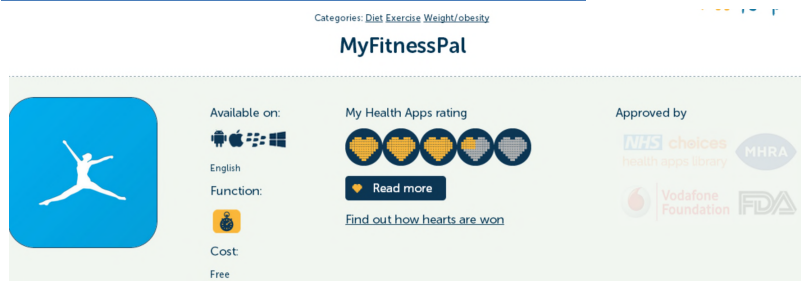 Categories: Diet Exercise Weight/obesity
MyFitnessPal
Available on:
English
Function:
Cost:
Free
My Health Apps rating
Read more
Find out how hearts are won
Approved by
NHS choices
health apps library
MHRA
Vodafone
Foundation
FDA